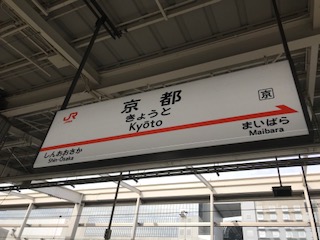 JR
京都
京
きょうと
Kyōto
しんおおさか
Shin-Ōsaka
まいばら
Maibara